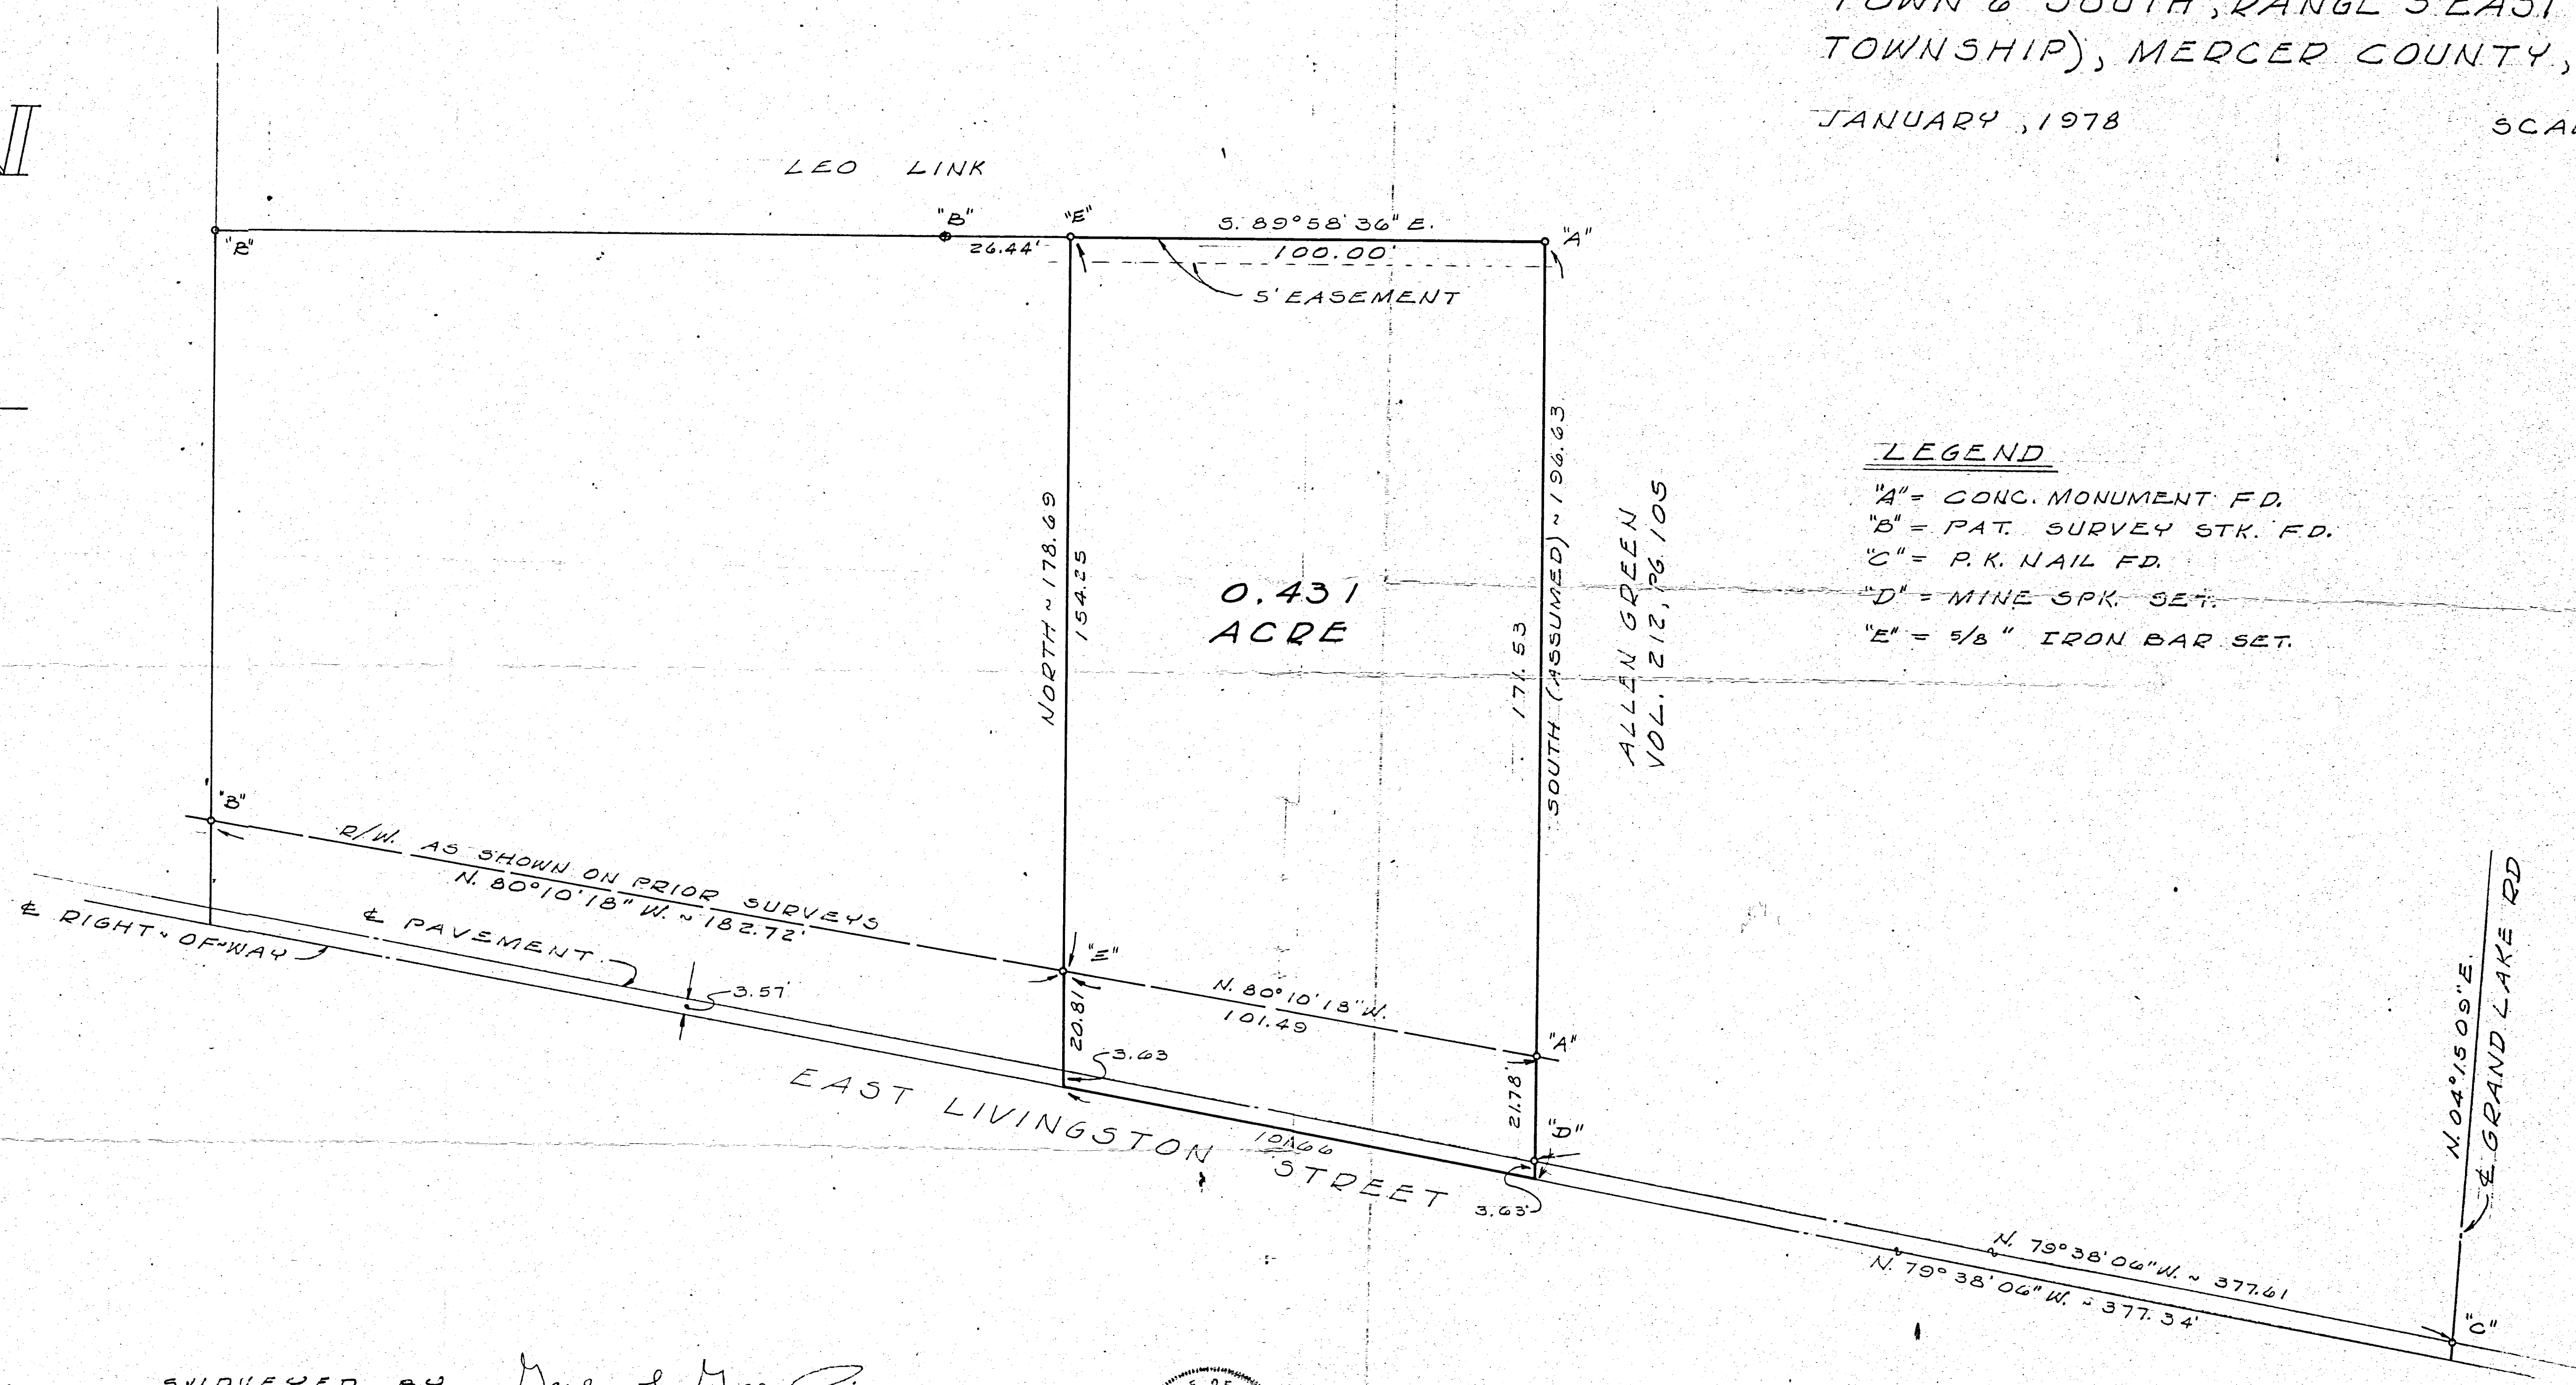 TOWN 6 SOUTH, RANGE 3 EAST
TOWNSHIP), MERCER COUNTY,
JANUARY, 1978
LEO LINK
"B"
"B"
26.44'
"E"
S. 89° 58' 36" E.
100.00'
"A"
5' EASEMENT
NORTH ~ 178.69
154.25
0.431
ACRE
171.53
SOUTH (ASSUMED) ~ 196.63
ALLEN GREEN
VOL. 212, PG. 105
LEGEND
"A" = CONC. MONUMENT FD.
"B" = PAT. SURVEY STK. FD.
"C" = P.K. NAIL FD.
"D" = MINE SPK. SET.
"E" = 5/8" IRON BAR SET.
"B"
R/W. AS SHOWN ON PRIOR SURVEYS
N. 80° 10' 18" W. ~ 182.72'
℄ PAVEMENT
℄ RIGHT-OF-WAY
3.57'
"E"
20.81
3.63
N. 80° 10' 18" W.
101.49
"A"
21.78'
"D"
EAST LIVINGSTON STREET
101.66
3.63'
N. 04° 15' 09" E.
℄ GRAND LAKE RD
N. 79° 38' 06" W. ~ 377.61
N. 79° 38' 06" W. ~ 377.34'
"C"
SURVEYED BY